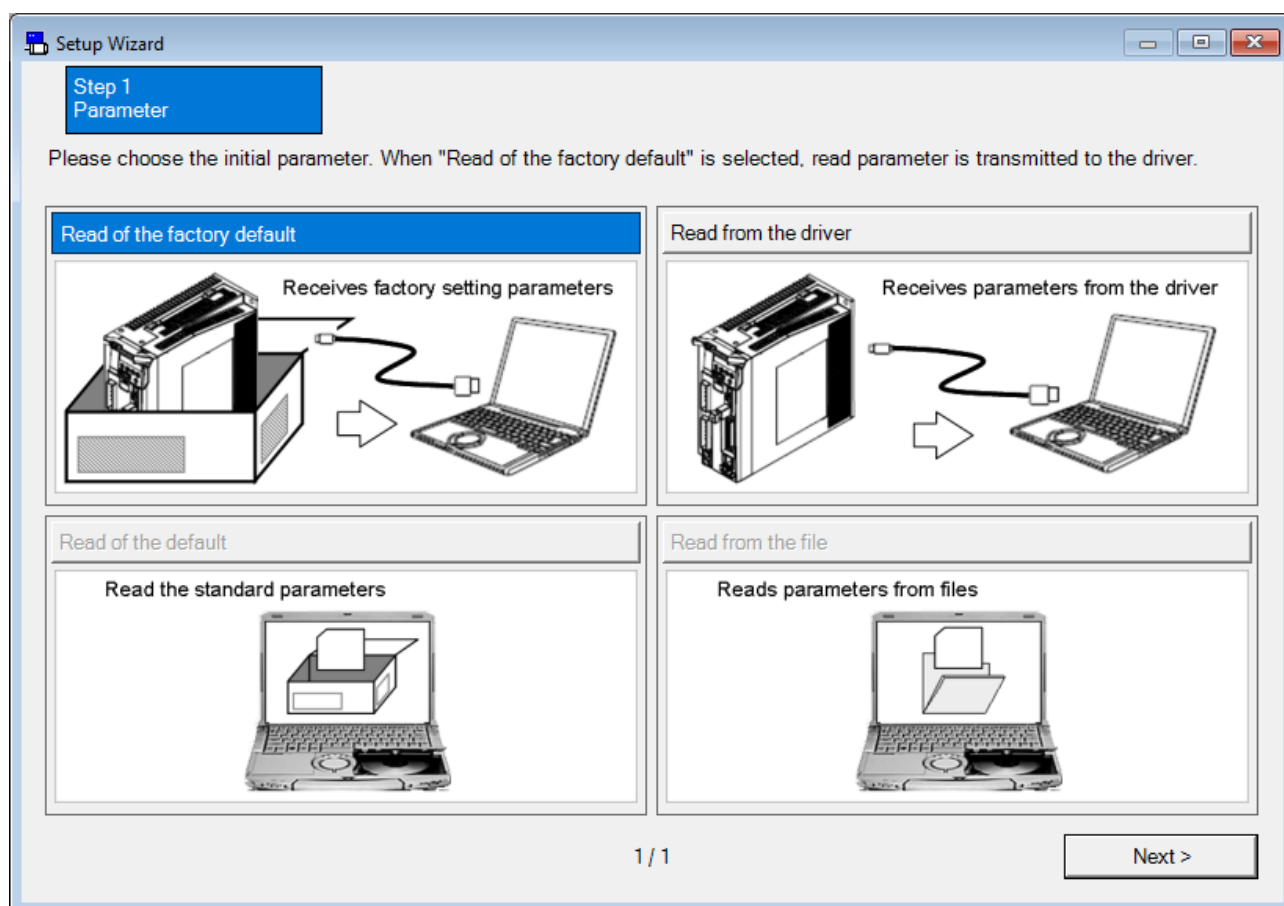 Setup Wizard
Step 1
Parameter
Please choose the initial parameter. When "Read of the factory default" is selected, read parameter is transmitted to the driver.
Read of the factory default
Receives factory setting parameters
Read from the driver
Receives parameters from the driver
Read of the default
Read the standard parameters
Read from the file
Reads parameters from files
1 / 1
Next >